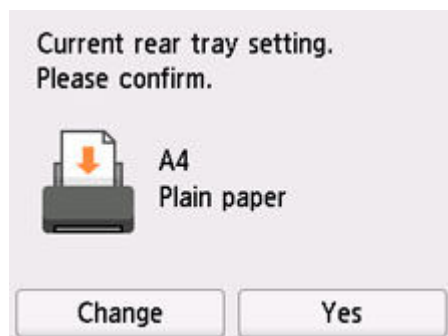 Current rear tray setting.
Please confirm.
A4
Plain paper
Change
Yes